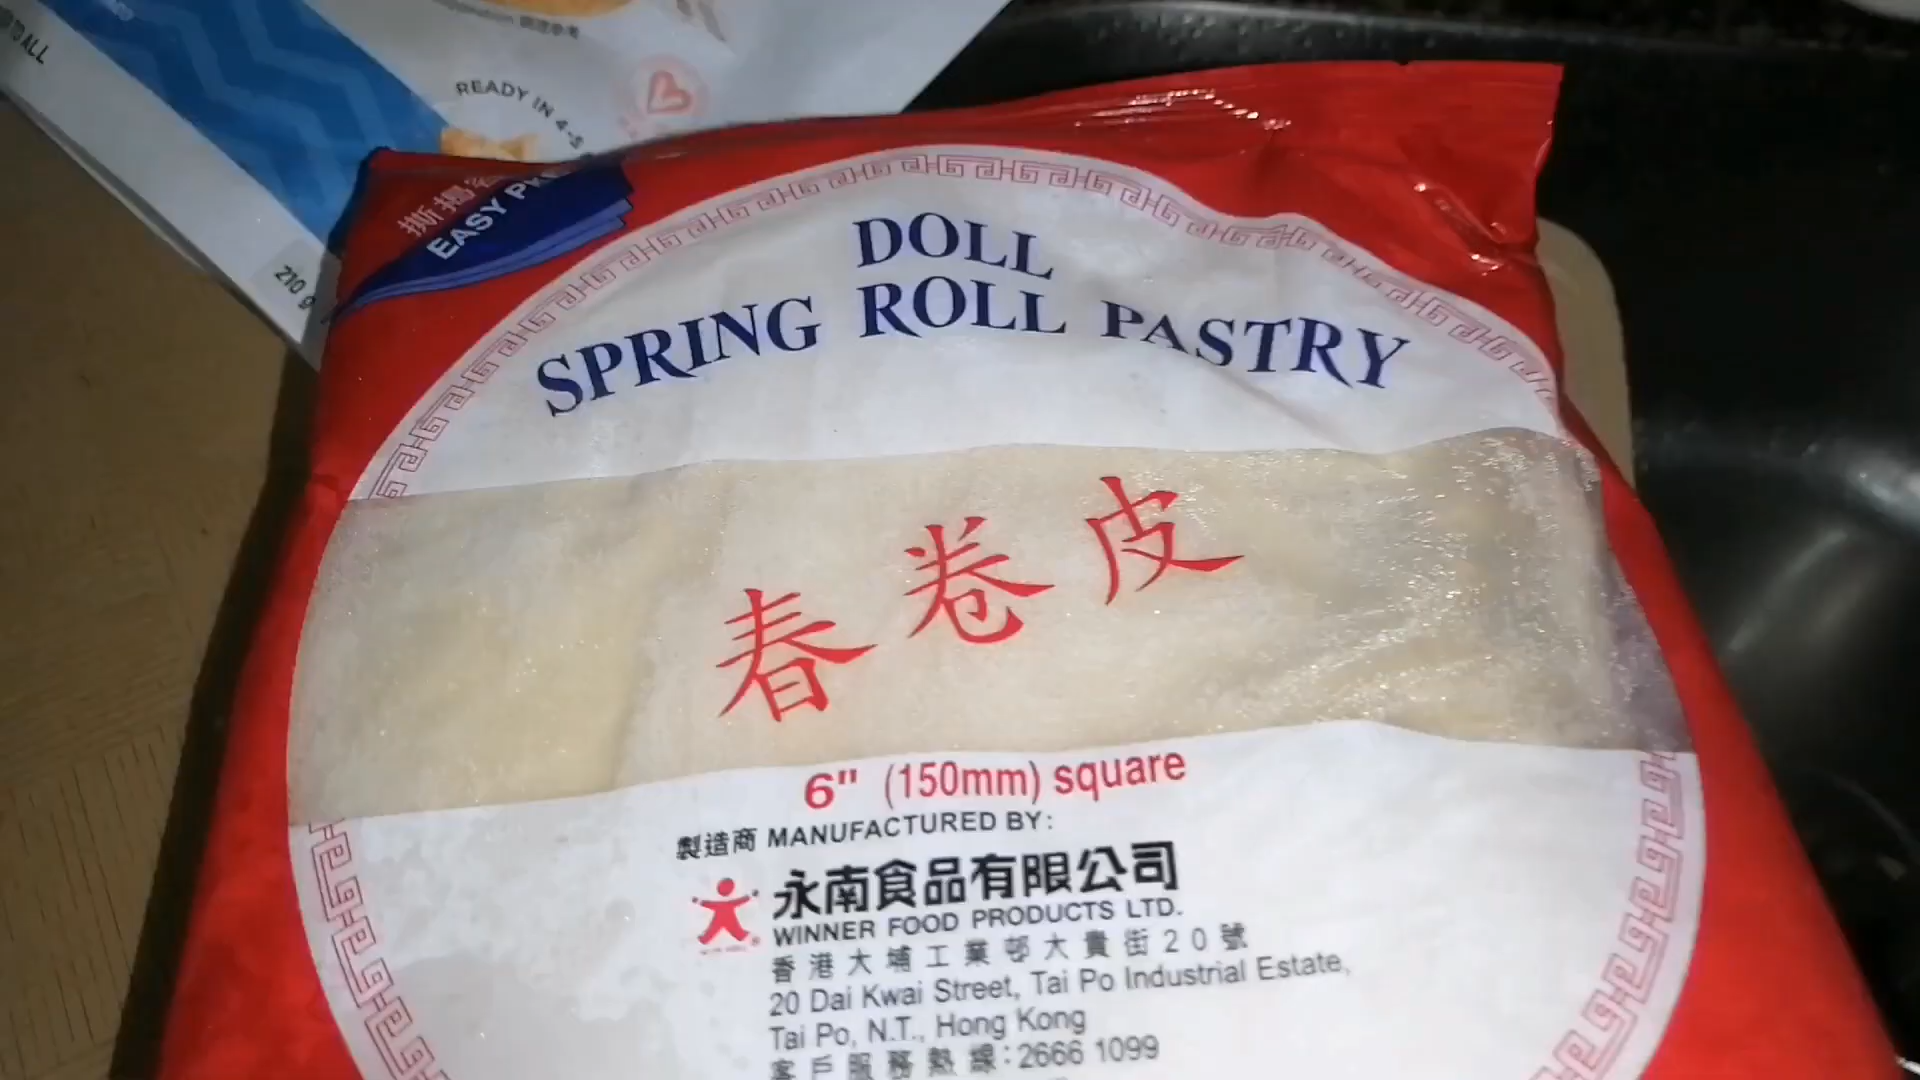 READY IN 4-5
210 g
EASY
DOLL
SPRING ROLL PASTRY
春卷皮
6" (150mm) square
製造商 MANUFACTURED BY:
永南食品有限公司
WINNER FOOD PRODUCTS LTD.
香港大埔工業邨大貴街20號
20 Dai Kwai Street, Tai Po Industrial Estate,
Tai Po, N.T., Hong Kong
客戶服務熱線：2666 1099